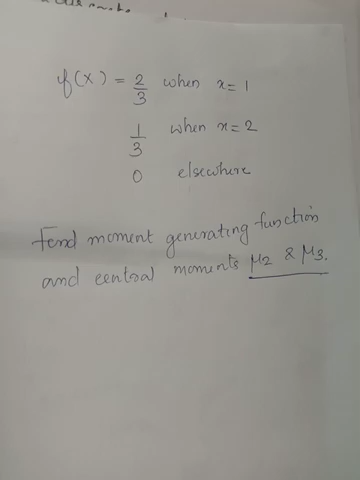 f(x) = 2/3 when x = 1
1/3 when x = 2
0 elsewhere
Find moment generating function
and central moments μ2 & μ3.